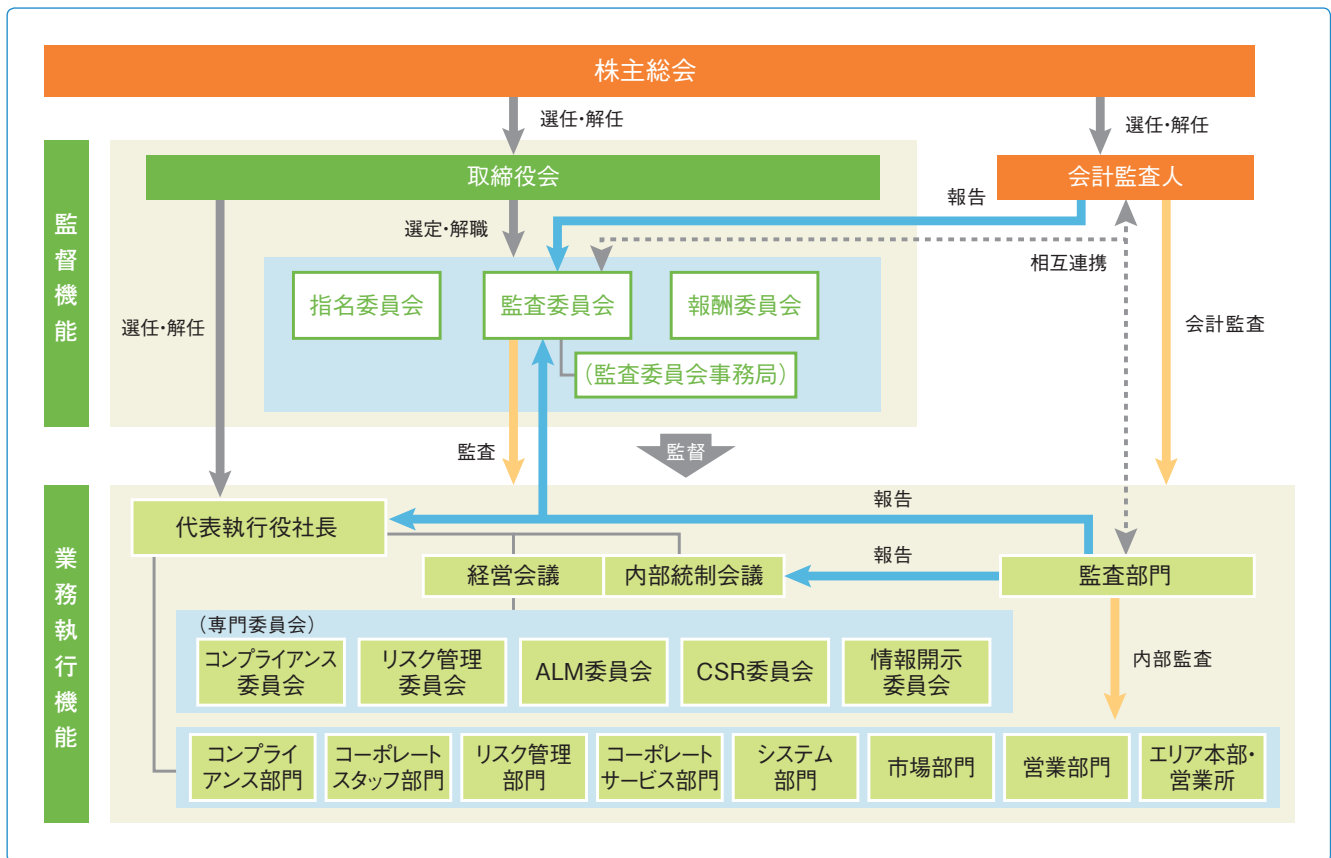 株主総会
選任・解任
選任・解任
監督機能
取締役会
会計監査人
報告
選定・解職
相互連携
指名委員会
監査委員会
報酬委員会
選任・解任
会計監査
（監査委員会事務局）
監査
監督
業務執行機能
代表執行役社長
報告
経営会議
内部統制会議
報告
監査部門
（専門委員会）
コンプライアンス
委員会
リスク管理
委員会
ALM委員会
CSR委員会
情報開示
委員会
内部監査
コンプライ
アンス部門
コーポレート
スタッフ部門
リスク管理
部門
コーポレート
サービス部門
システム
部門
市場部門
営業部門
エリア本部・
営業所